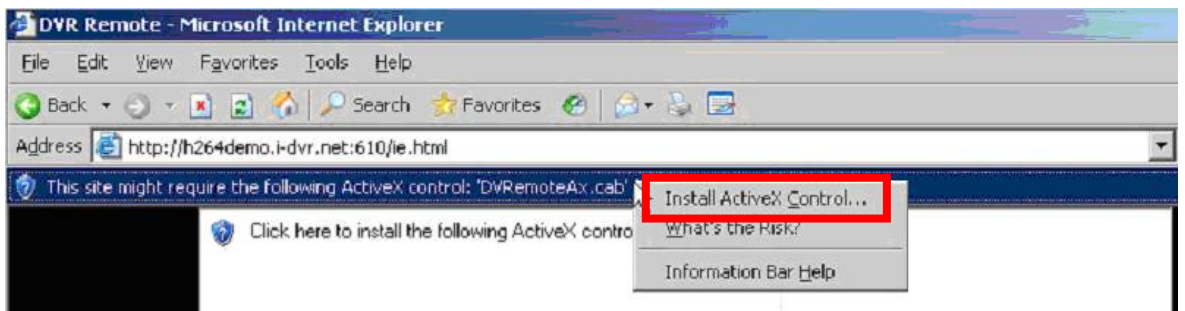 DVR Remote - Microsoft Internet Explorer
File Edit View Favorites Tools Help
Back Search Favorites
Address http://h264demo.i-dvr.net:610/ie.html
This site might require the following ActiveX control: 'DVRemoteAx.cab'
Install ActiveX Control...
Click here to install the following ActiveX contro
What's the Risk?
Information Bar Help